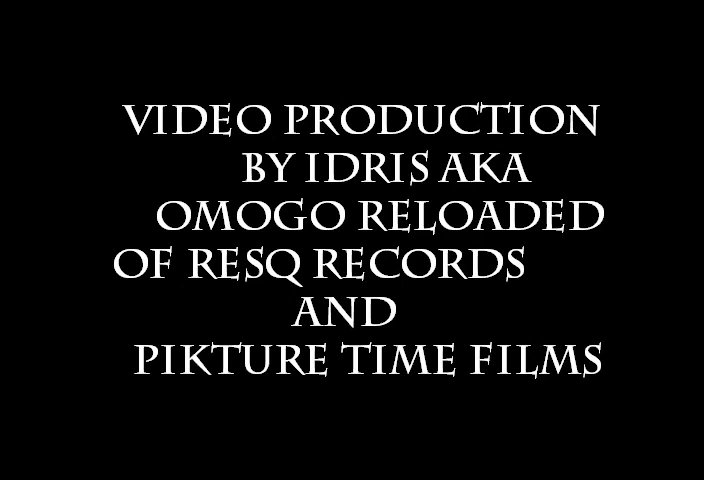 VIDEO PRODUCTION
BY IDRIS AKA
OMOGO RELOADED
OF RESQ RECORDS
AND
PIKTURE TIME FILMS